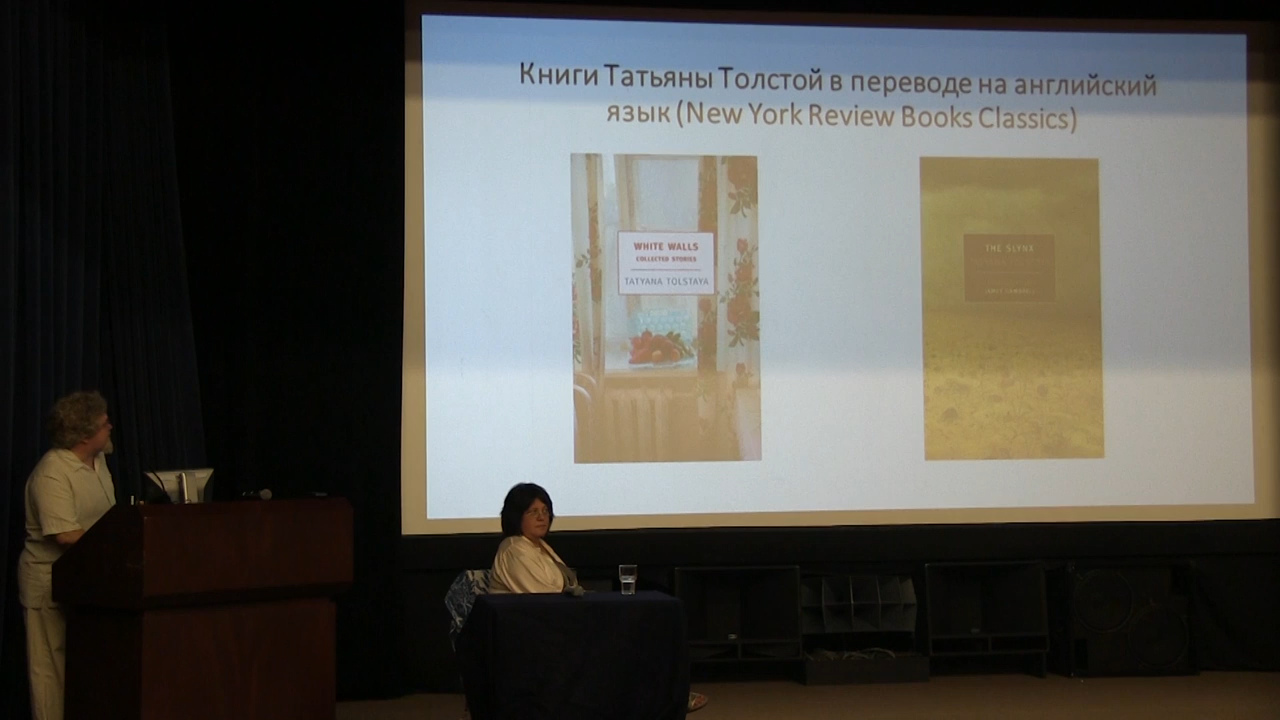 Книги Татьяны Толстой в переводе на английский
язык (New York Review Books Classics)
WHITE WALLS
COLLECTED STORIES
TATYANA TOLSTAYA
THE SLYNX